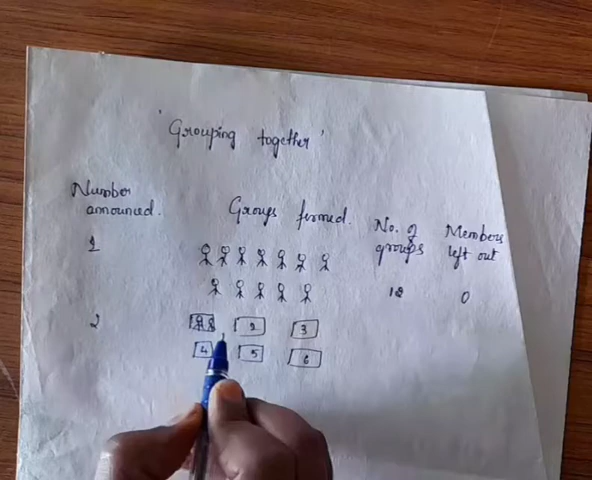 'Grouping together'
Number announced.
Groups formed.
No. of groups
Members left out
1
12
0
2
2
3
4
5
6